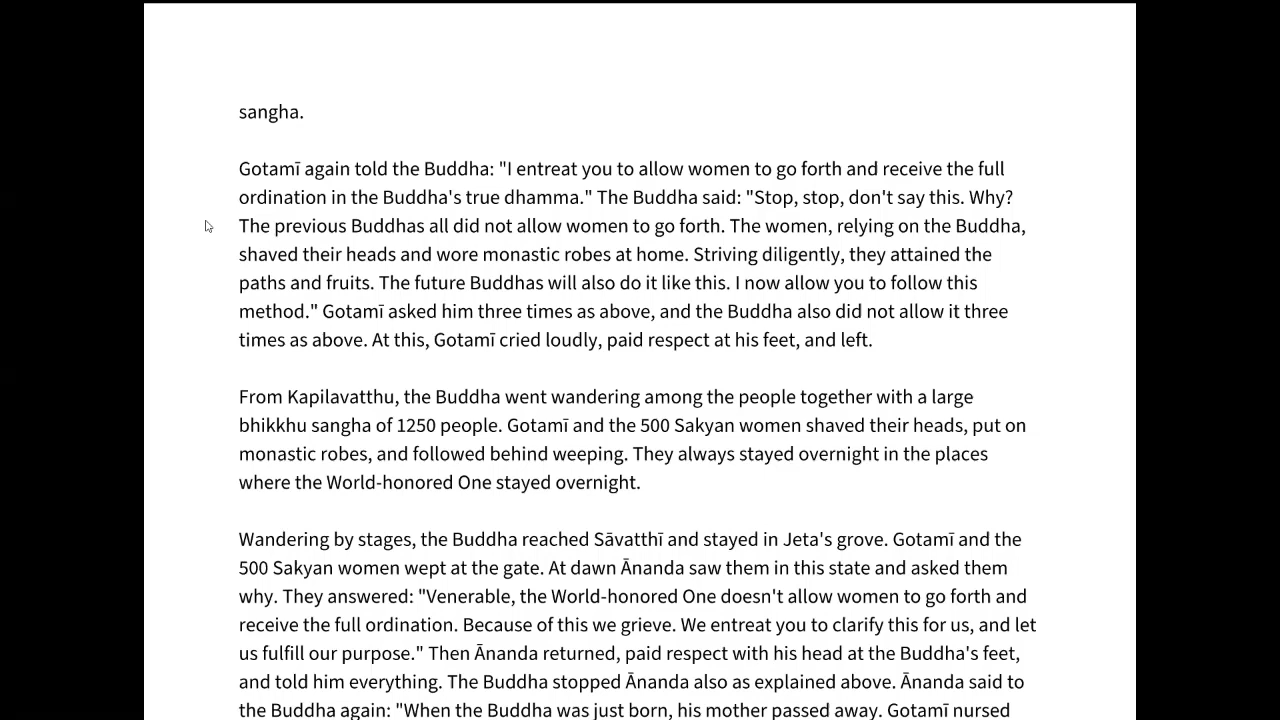 sangha.
Gotamī again told the Buddha: "I entreat you to allow women to go forth and receive the full
ordination in the Buddha's true dhamma." The Buddha said: "Stop, stop, don't say this. Why?
The previous Buddhas all did not allow women to go forth. The women, relying on the Buddha,
shaved their heads and wore monastic robes at home. Striving diligently, they attained the
paths and fruits. The future Buddhas will also do it like this. I now allow you to follow this
method." Gotamī asked him three times as above, and the Buddha also did not allow it three
times as above. At this, Gotamī cried loudly, paid respect at his feet, and left.
From Kapilavatthu, the Buddha went wandering among the people together with a large
bhikkhu sangha of 1250 people. Gotamī and the 500 Sakyan women shaved their heads, put on
monastic robes, and followed behind weeping. They always stayed overnight in the places
where the World-honored One stayed overnight.
Wandering by stages, the Buddha reached Sāvatthī and stayed in Jeta's grove. Gotamī and the
500 Sakyan women wept at the gate. At dawn Ānanda saw them in this state and asked them
why. They answered: "Venerable, the World-honored One doesn't allow women to go forth and
receive the full ordination. Because of this we grieve. We entreat you to clarify this for us, and let
us fulfill our purpose." Then Ānanda returned, paid respect with his head at the Buddha's feet,
and told him everything. The Buddha stopped Ānanda also as explained above. Ānanda said to
the Buddha again: "When the Buddha was just born, his mother passed away. Gotamī nursed